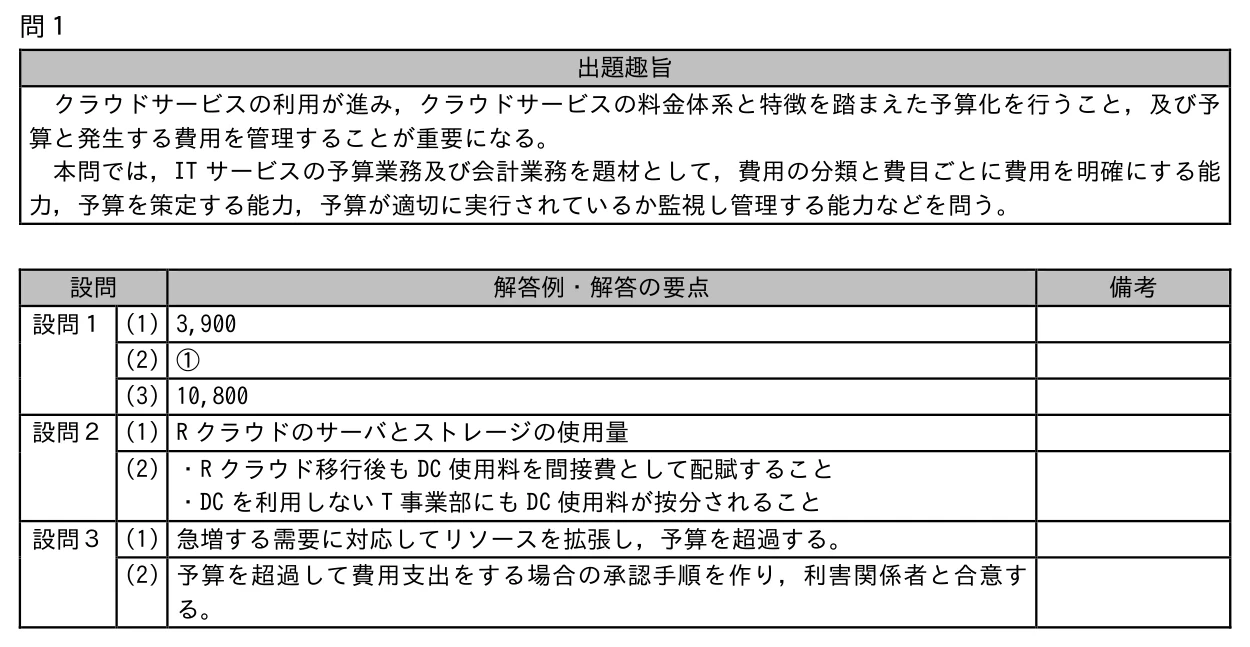 問1
出題趣旨
クラウドサービスの利用が進み，クラウドサービスの料金体系と特徴を踏まえた予算化を行うこと，及び予
算と発生する費用を管理することが重要になる。
本問では，ITサービスの予算業務及び会計業務を題材として，費用の分類と費目ごとに費用を明確にする能
力，予算を策定する能力，予算が適切に実行されているか監視し管理する能力などを問う。
設問 解答例・解答の要点 備考
設問1 (1) 3,900
(2) ①
(3) 10,800
設問2 (1) Rクラウドのサーバとストレージの使用量
(2) ・Rクラウド移行後もDC使用料を間接費として配賦すること
・DCを利用しないT事業部にもDC使用料が按分されること
設問3 (1) 急増する需要に対応してリソースを拡張し，予算を超過する。
(2) 予算を超過して費用支出をする場合の承認手順を作り，利害関係者と合意す
る。